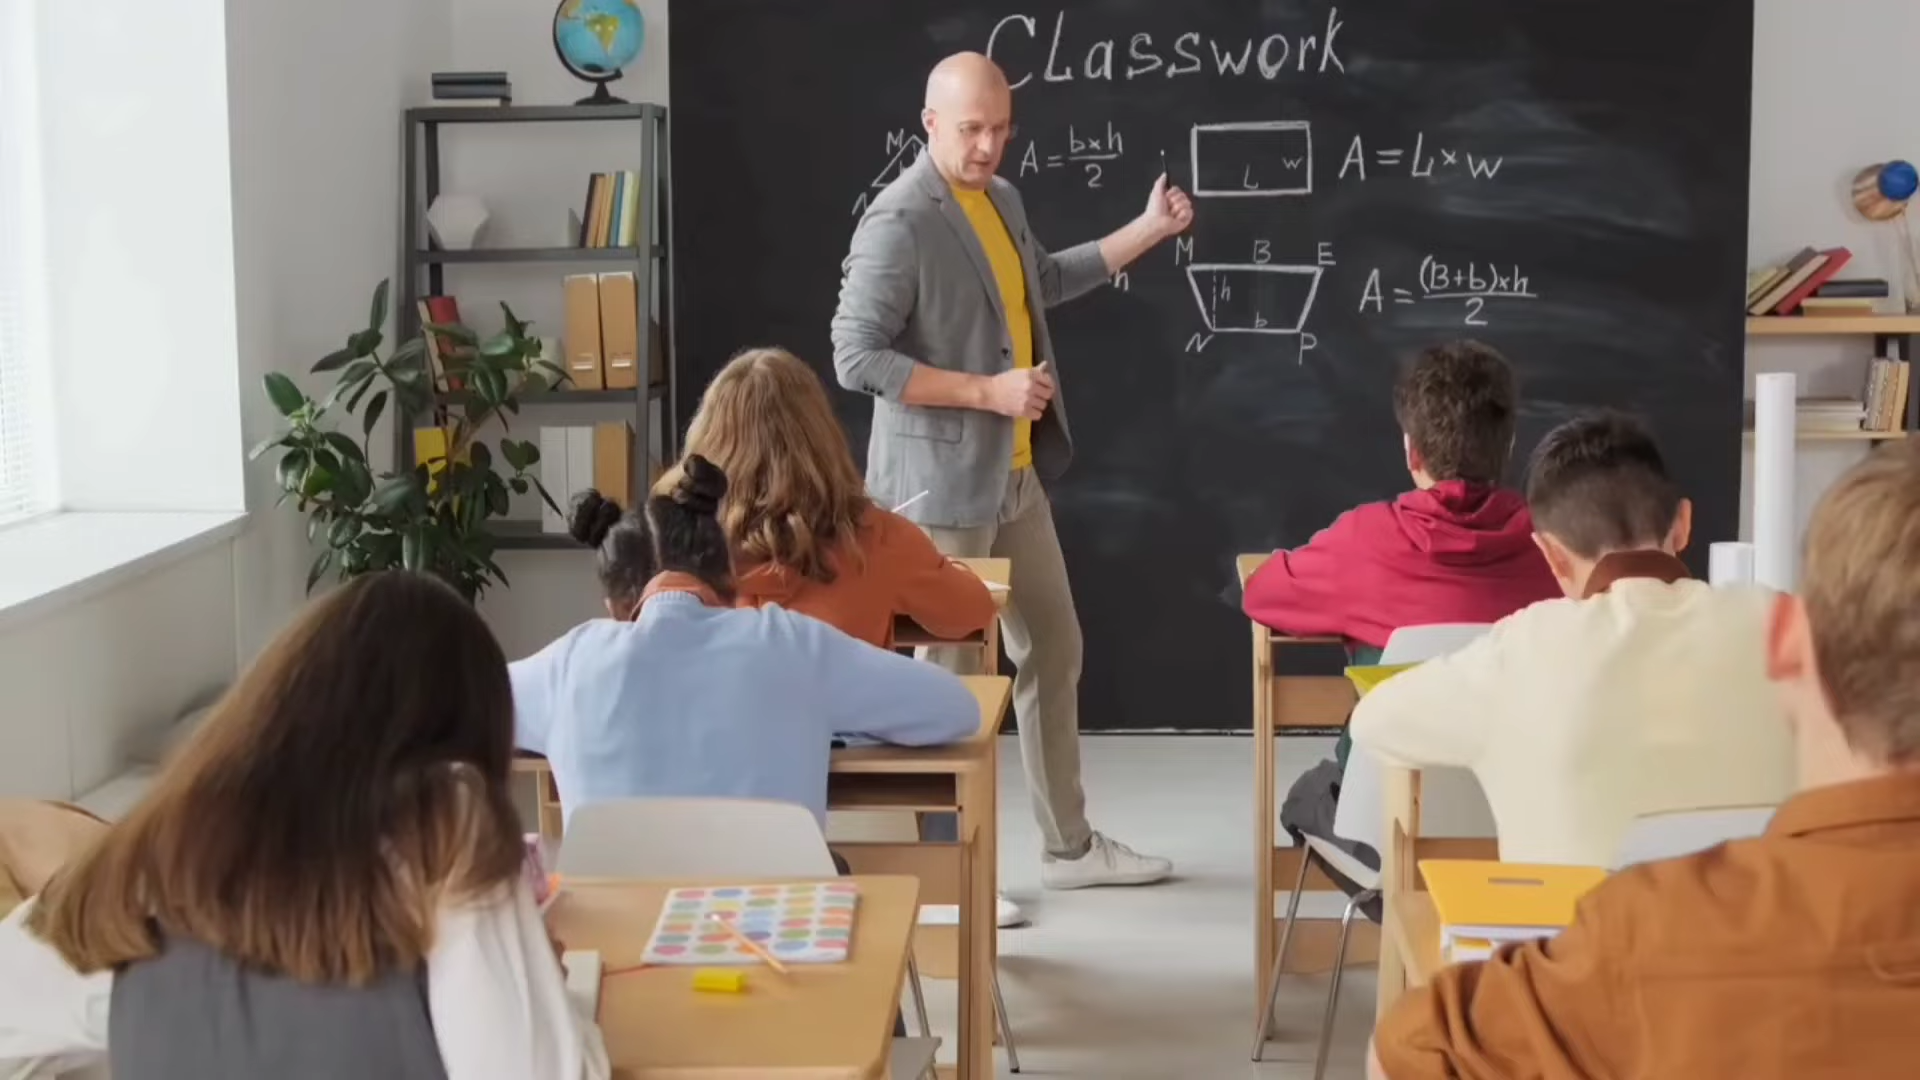 CLasswork
M
A = b×h/2
L
w
A = L×w
h
M B E
h
b
N P
A = (B+b)×h/2